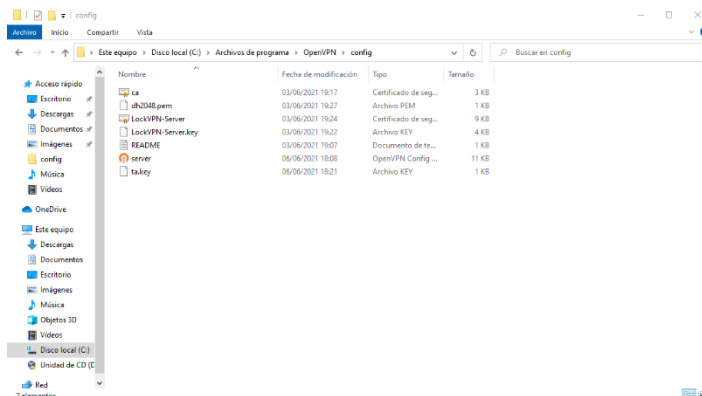 config
Archivo Inicio Compartir Vista
Este equipo > Disco local (C:) > Archivos de programa > OpenVPN > config
Buscar en config
Nombre Fecha de modificación Tipo Tamaño
ca 03/06/2021 19:17 Certificado de seg... 3 KB
dh2048.pem 03/06/2021 19:27 Archivo PEM 1 KB
LockVPN-Server 03/06/2021 19:24 Certificado de seg... 9 KB
LockVPN-Server.key 03/06/2021 19:22 Archivo KEY 4 KB
README 03/06/2021 19:07 Documento de te... 1 KB
server 06/06/2021 18:08 OpenVPN Config ... 11 KB
ta.key 06/06/2021 18:21 Archivo KEY 1 KB
Acceso rápido
Escritorio
Descargas
Documentos
Imágenes
config
Música
Vídeos
OneDrive
Este equipo
Descargas
Documentos
Escritorio
Imágenes
Música
Objetos 3D
Vídeos
Disco local (C:)
Unidad de CD (D
Red
7 elementos